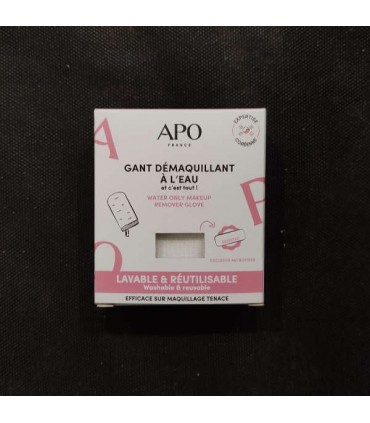 APO
FRANCE
EXPERTISE
CORÉENNE
GANT DÉMAQUILLANT
À L'EAU
et c'est tout !
WATER ONLY MAKEUP
REMOVER GLOVE
LAVABLE & RÉUTILISABLE
Washable & reusable
EFFICACE SUR MAQUILLAGE TENACE
A
P
O
P